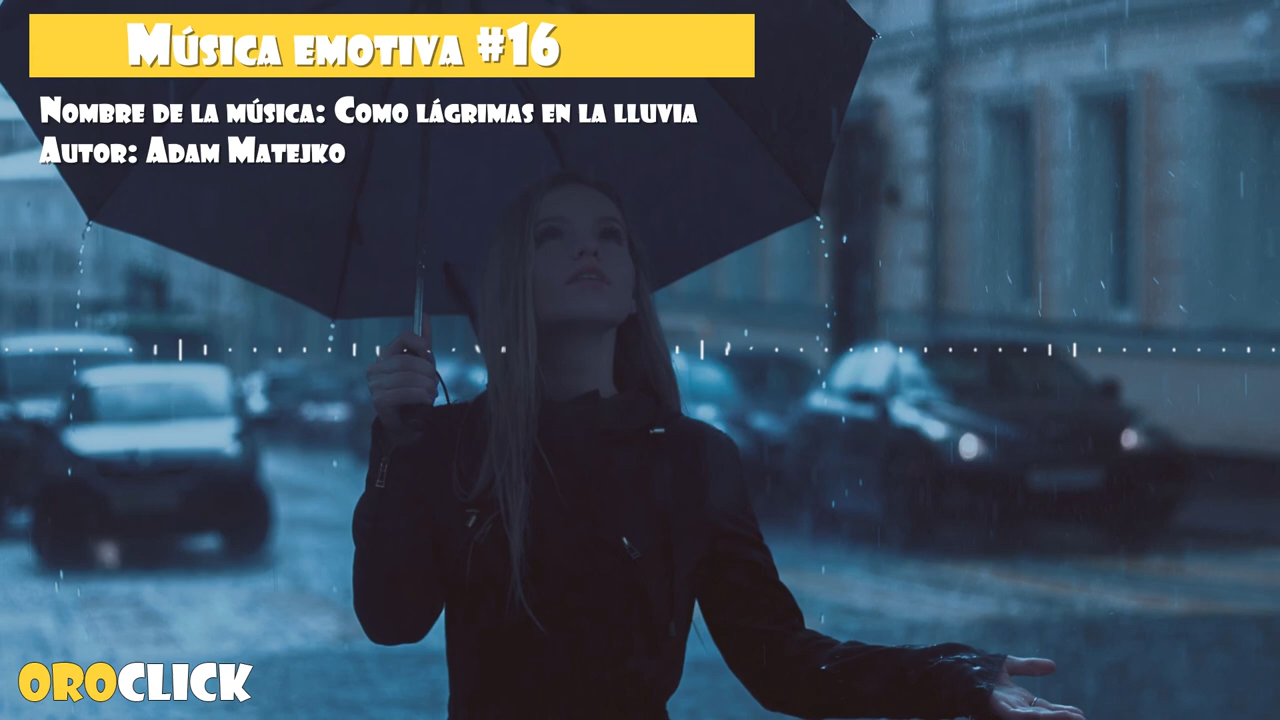 Música emotiva #16
Nombre de la música: Como lágrimas en la lluvia
Autor: Adam Matejko
OROCLICK